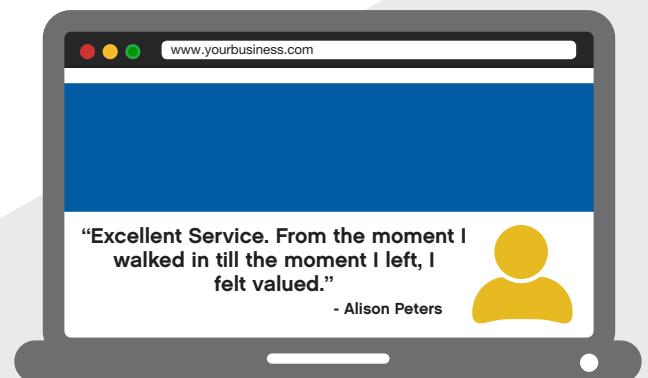 www.yourbusiness.com
“Excellent Service. From the moment I
walked in till the moment I left, I
felt valued.”
- Alison Peters